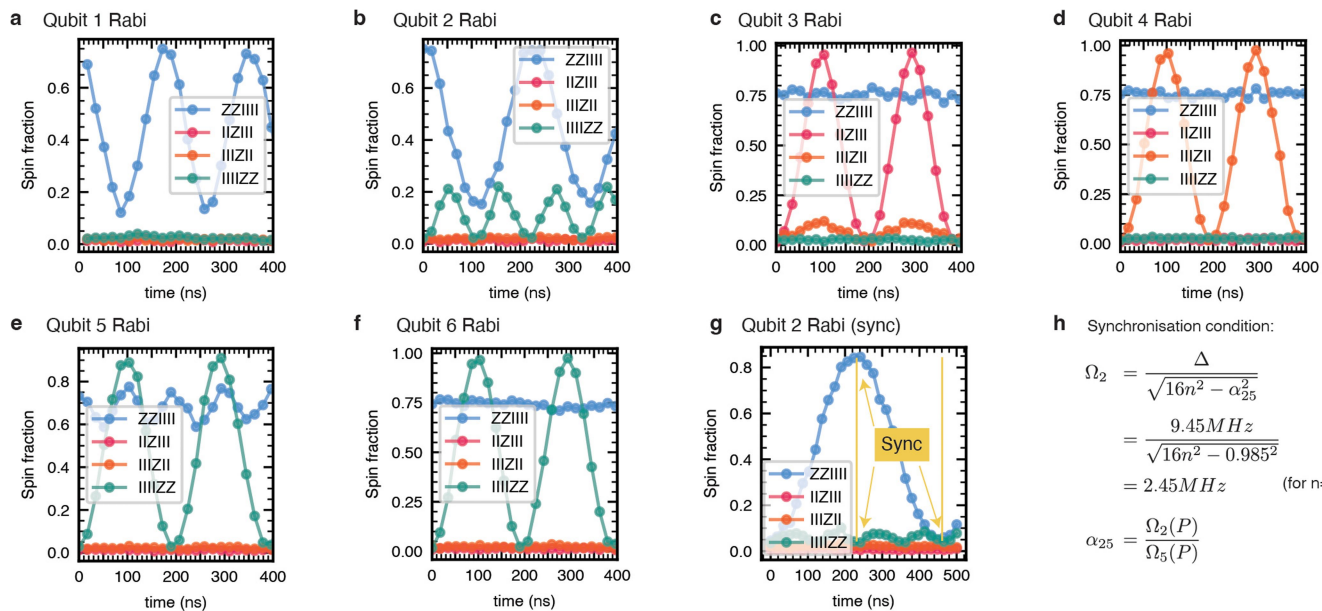 a Qubit 1 Rabi
Spin fraction
0.6
0.4
0.2
0.0
ZZIIII
IIZIII
IIIZII
IIIIZZ
0 100 200 300 400
time (ns)
b Qubit 2 Rabi
Spin fraction
0.6
0.4
0.2
0.0
ZZIIII
IIZIII
IIIZII
IIIIZZ
0 100 200 300 400
time (ns)
c Qubit 3 Rabi
Spin fraction
1.00
0.75
0.50
0.25
0.00
ZZIIII
IIZIII
IIIZII
IIIIZZ
0 100 200 300 400
time (ns)
d Qubit 4 Rabi
Spin fraction
1.00
0.75
0.50
0.25
0.00
ZZIIII
IIZIII
IIIZII
IIIIZZ
0 100 200 300 400
time (ns)
e Qubit 5 Rabi
Spin fraction
0.8
0.6
0.4
0.2
0.0
ZZIIII
IIZIII
IIIZII
IIIIZZ
0 100 200 300 400
time (ns)
f Qubit 6 Rabi
Spin fraction
1.00
0.75
0.50
0.25
0.00
ZZIIII
IIZIII
IIIZII
IIIIZZ
0 100 200 300 400
time (ns)
g Qubit 2 Rabi (sync)
Spin fraction
0.8
0.6
0.4
0.2
0.0
Sync
ZZIIII
IIZIII
IIIZII
IIIIZZ
0 100 200 300 400 500
time (ns)
h Synchronisation condition:
Ω₂ = Δ / √(16n² − α₂₅²)
= 9.45MHz / √(16n² − 0.985²)
= 2.45MHz (for n=
α₂₅ = Ω₂(P) / Ω₅(P)